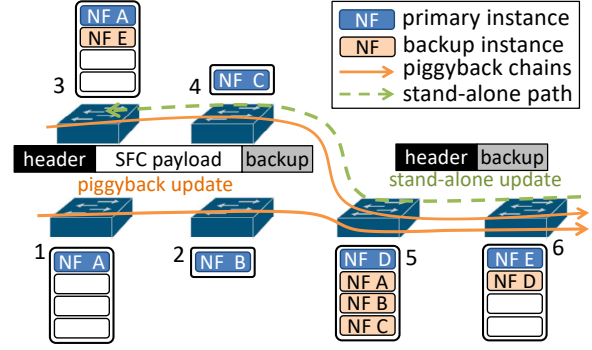 NF A
NF E
3
4
NF C
NF primary instance
NF backup instance
piggyback chains
stand-alone path
header SFC payload backup
piggyback update
header backup
stand-alone update
1
NF A
2
NF B
5
NF D
NF A
NF B
NF C
6
NF E
NF D